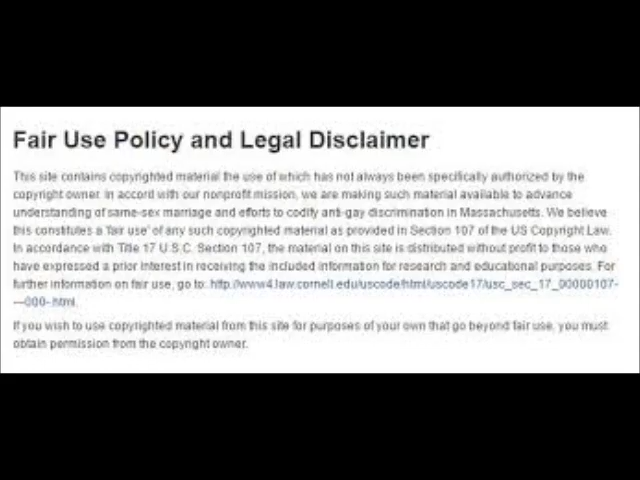 Fair Use Policy and Legal Disclaimer
This site contains copyrighted material the use of which has not always been specifically authorized by the
copyright owner. In accord with our nonprofit mission, we are making such material available to advance
understanding of same-sex marriage and efforts to codify anti-gay discrimination in Massachusetts. We believe
this constitutes a 'fair use' of any such copyrighted material as provided in Section 107 of the US Copyright Law.
In accordance with Title 17 U.S.C. Section 107, the material on this site is distributed without profit to those who
have expressed a prior interest in receiving the included information for research and educational purposes. For
further information on fair use, go to: http://www4.law.cornell.edu/uscode/html/uscode17/usc_sec_17_00000107-
---000-.html.
If you wish to use copyrighted material from this site for purposes of your own that go beyond fair use, you must
obtain permission from the copyright owner.